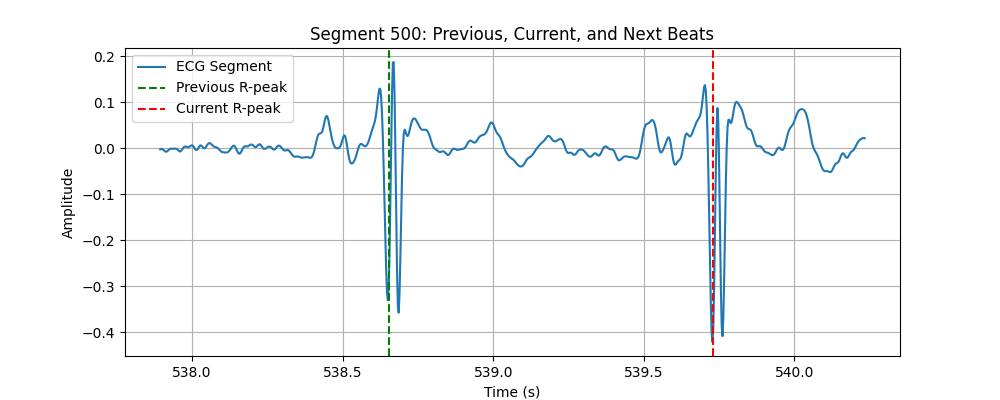 Segment 500: Previous, Current, and Next Beats
ECG Segment
Previous R-peak
Current R-peak
0.2
0.1
0.0
−0.1
−0.2
−0.3
−0.4
Amplitude
538.0 538.5 539.0 539.5 540.0
Time (s)